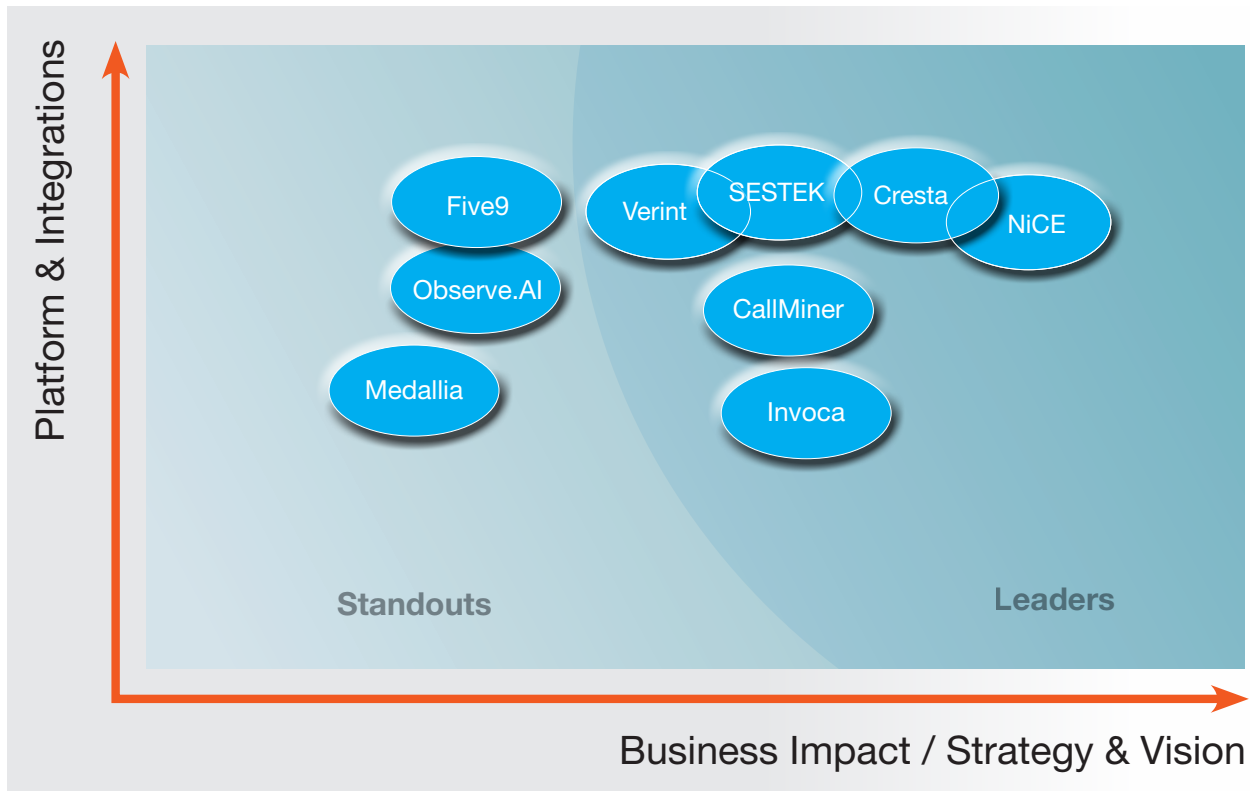 Platform & Integrations
Five9
Verint
SESTEK
Cresta
NiCE
Observe.AI
CallMiner
Medallia
Invoca
Standouts
Leaders
Business Impact / Strategy & Vision